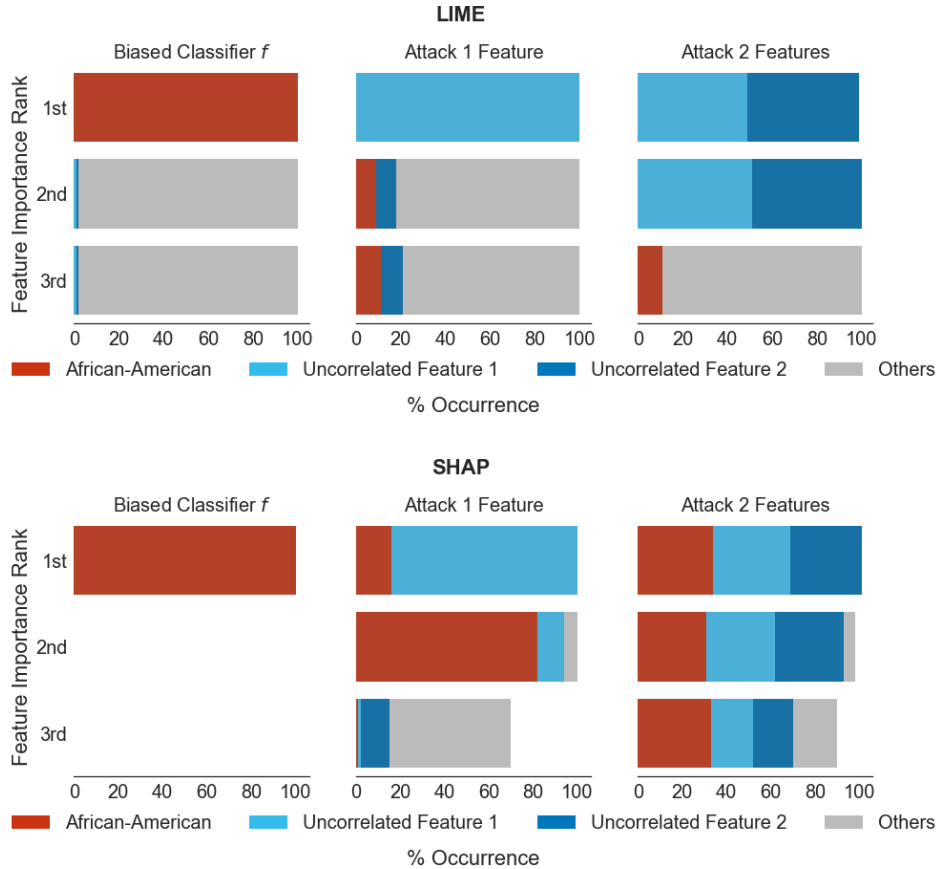 LIME
Biased Classifier f
Attack 1 Feature
Attack 2 Features
Feature Importance Rank
1st
2nd
3rd
0 20 40 60 80 100
0 20 40 60 80 100
0 20 40 60 80 100
African-American
Uncorrelated Feature 1
Uncorrelated Feature 2
Others
% Occurrence
SHAP
Biased Classifier f
Attack 1 Feature
Attack 2 Features
Feature Importance Rank
1st
2nd
3rd
0 20 40 60 80 100
0 20 40 60 80 100
0 20 40 60 80 100
African-American
Uncorrelated Feature 1
Uncorrelated Feature 2
Others
% Occurrence